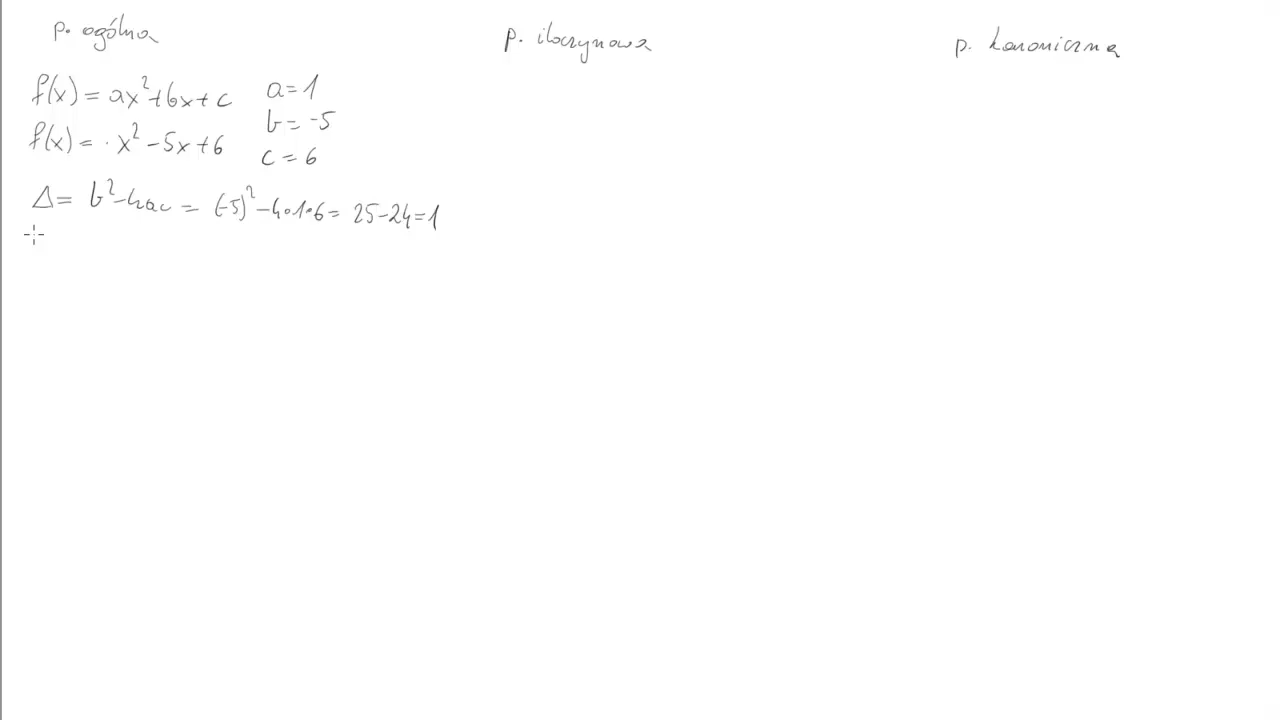 p. ogólna
p. iloczynowa
p. kanoniczna
f(x) = ax²+bx+c
a=1
f(x) = x²-5x+6
b=-5
c=6
Δ= b²-4ac = (-5)²-4•1•6= 25-24=1